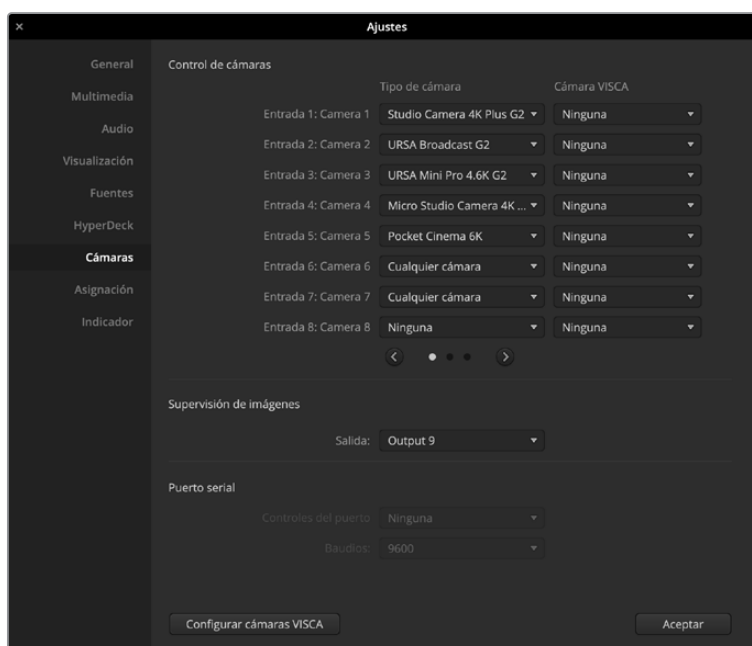 Ajustes
General
Multimedia
Audio
Visualización
Fuentes
HyperDeck
Cámaras
Asignación
Indicador
Control de cámaras
Tipo de cámara Cámara VISCA
Entrada 1: Camera 1 Studio Camera 4K Plus G2 Ninguna
Entrada 2: Camera 2 URSA Broadcast G2 Ninguna
Entrada 3: Camera 3 URSA Mini Pro 4.6K G2 Ninguna
Entrada 4: Camera 4 Micro Studio Camera 4K ... Ninguna
Entrada 5: Camera 5 Pocket Cinema 6K Ninguna
Entrada 6: Camera 6 Cualquier cámara Ninguna
Entrada 7: Camera 7 Cualquier cámara Ninguna
Entrada 8: Camera 8 Ninguna Ninguna
Supervisión de imágenes
Salida: Output 9
Puerto serial
Controles del puerto Ninguna
Baudios: 9600
Configurar cámaras VISCA Aceptar